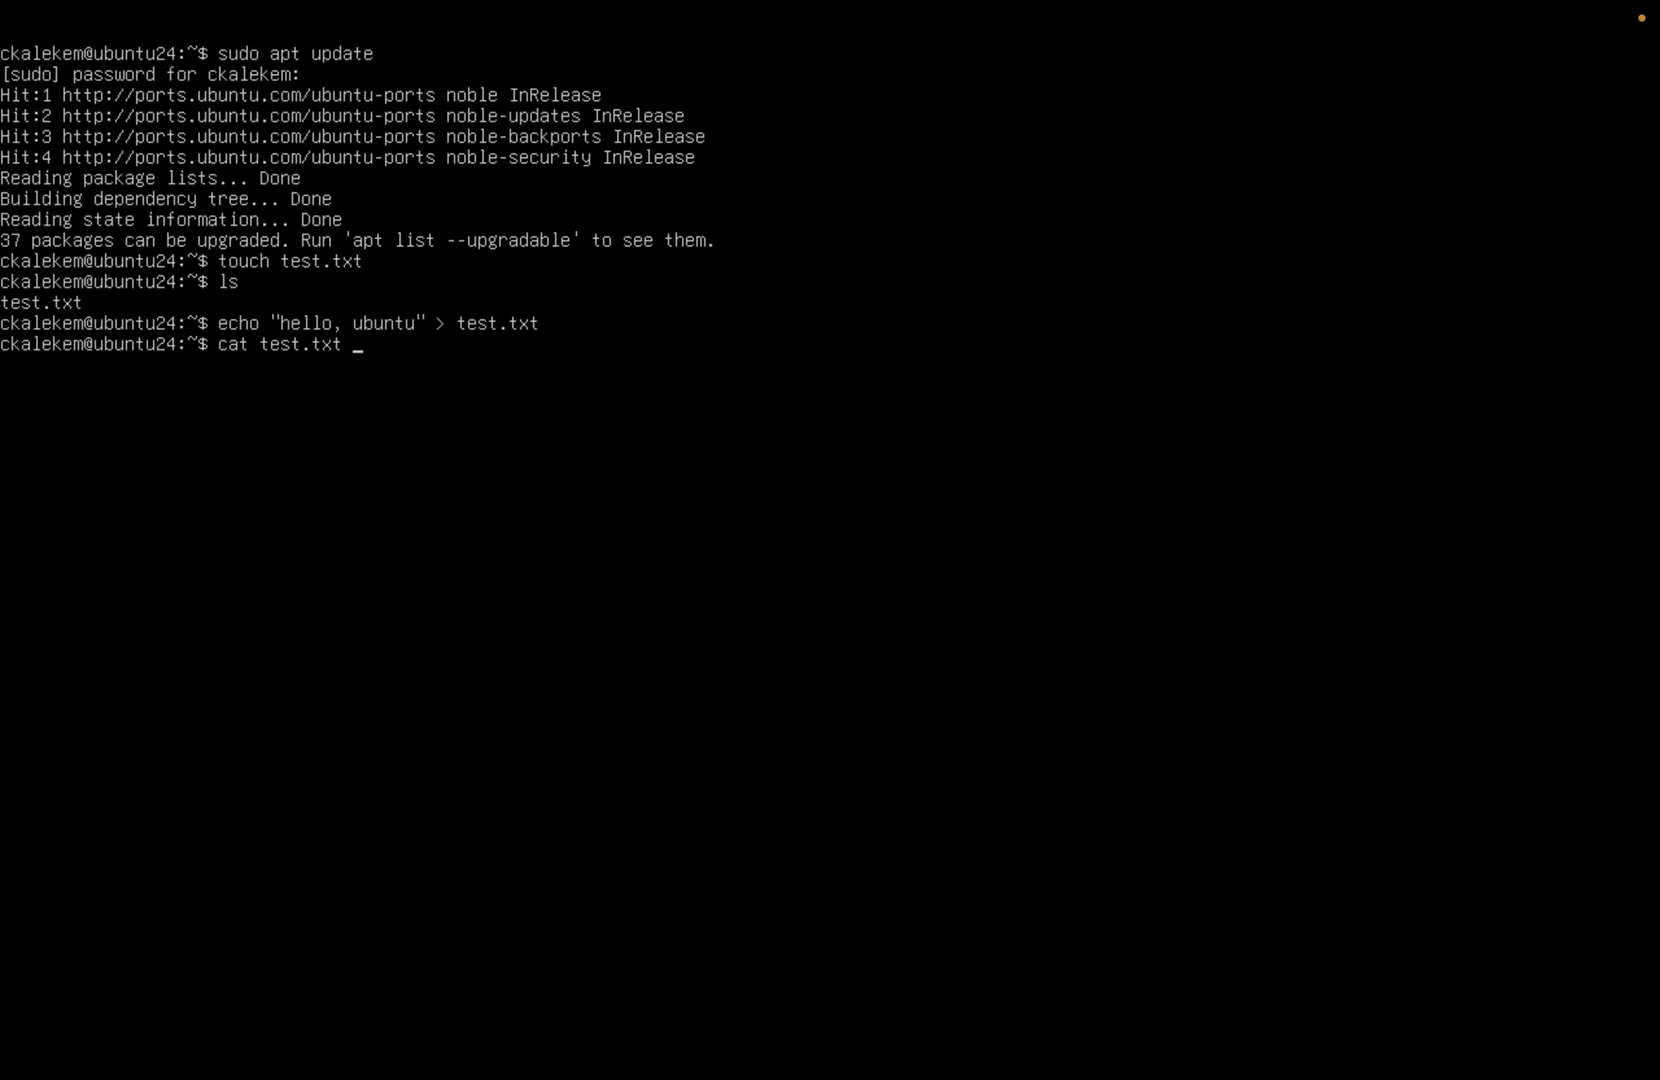 ckalekem@ubuntu24:~$ sudo apt update
[sudo] password for ckalekem:
Hit:1 http://ports.ubuntu.com/ubuntu-ports noble InRelease
Hit:2 http://ports.ubuntu.com/ubuntu-ports noble-updates InRelease
Hit:3 http://ports.ubuntu.com/ubuntu-ports noble-backports InRelease
Hit:4 http://ports.ubuntu.com/ubuntu-ports noble-security InRelease
Reading package lists... Done
Building dependency tree... Done
Reading state information... Done
37 packages can be upgraded. Run 'apt list --upgradable' to see them.
ckalekem@ubuntu24:~$ touch test.txt
ckalekem@ubuntu24:~$ ls
test.txt
ckalekem@ubuntu24:~$ echo "hello, ubuntu" > test.txt
ckalekem@ubuntu24:~$ cat test.txt _